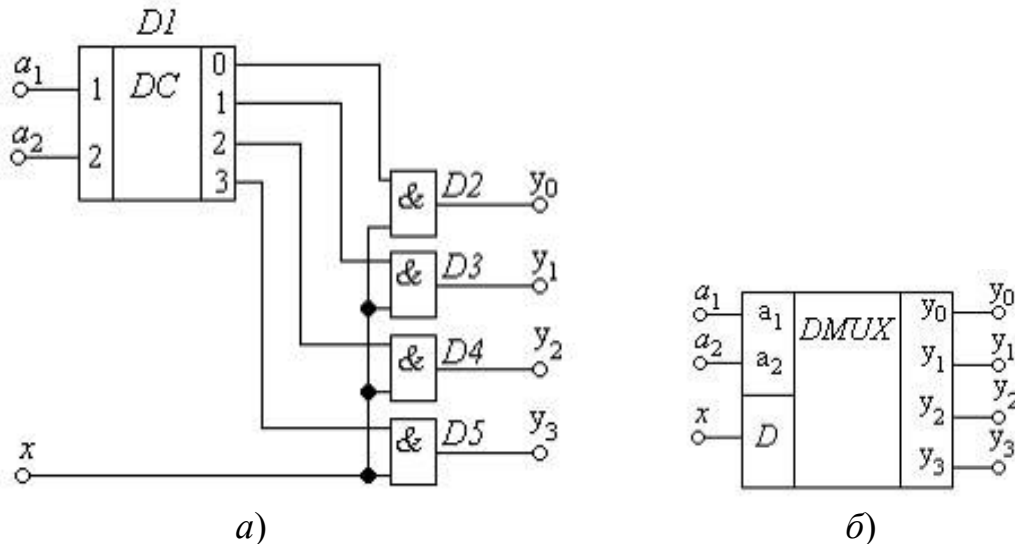 D1
a₁
a₂
1
2
DC
0
1
2
3
& D2 y₀
& D3 y₁
& D4 y₂
& D5 y₃
x
а)
a₁
a₂
x
a₁
a₂
D
DMUX
y₀
y₁
y₂
y₃
y₀
y₁
y₂
y₃
б)